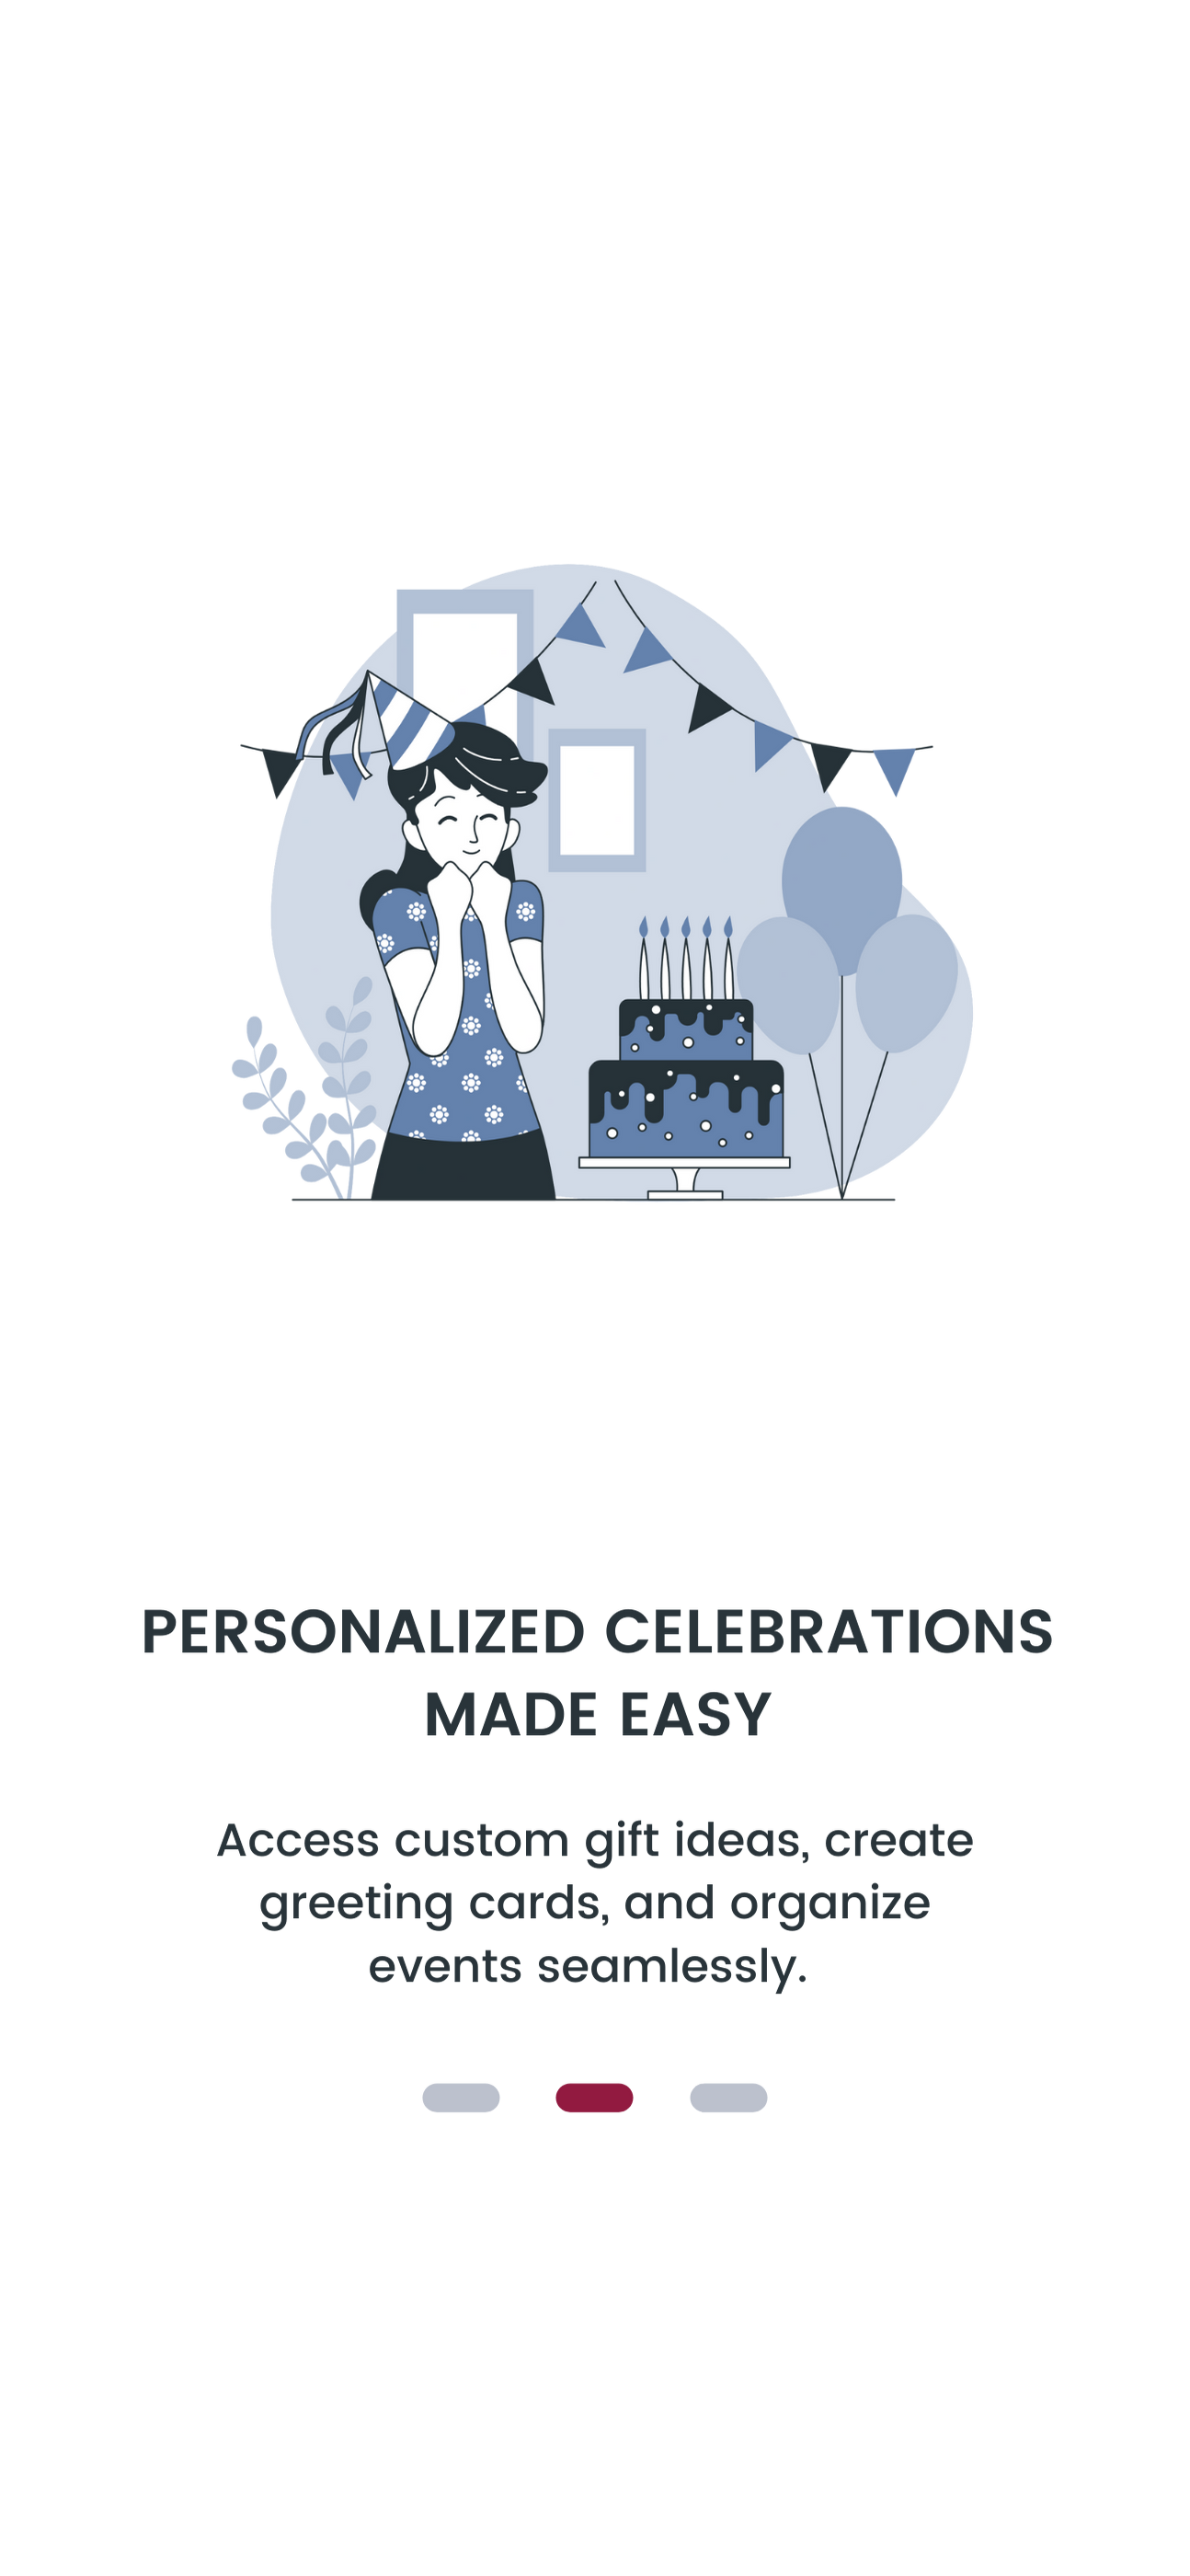 PERSONALIZED CELEBRATIONS
MADE EASY
Access custom gift ideas, create
greeting cards, and organize
events seamlessly.